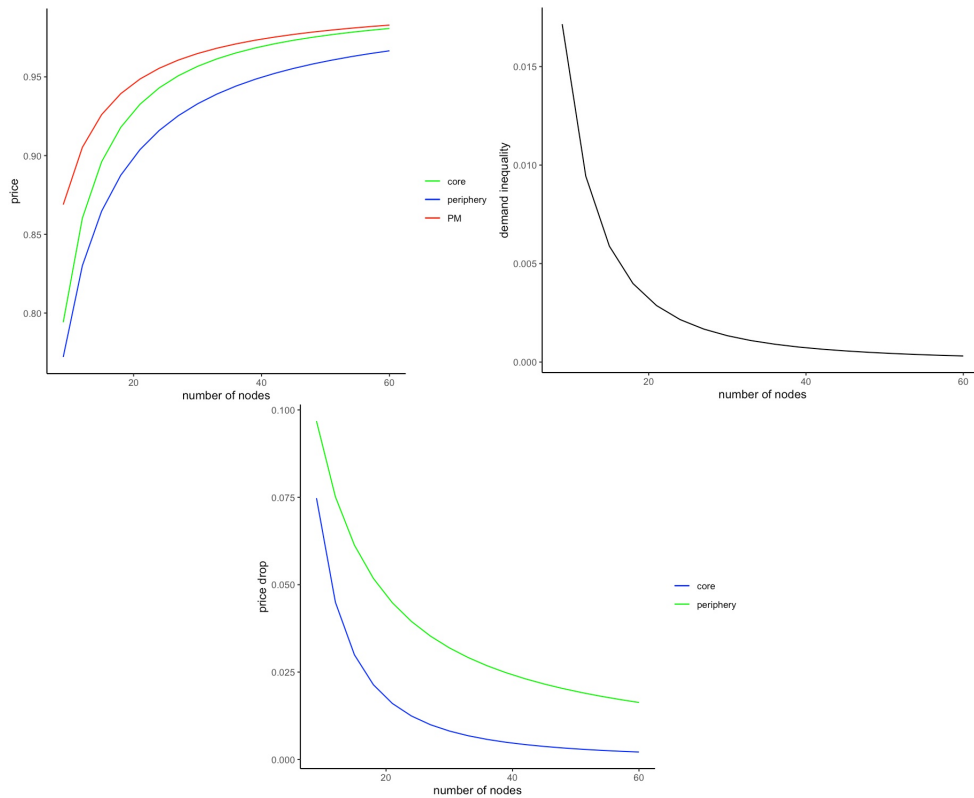 0.95
0.90
0.85
0.80
price
20
40
60
number of nodes
core
periphery
PM
0.015
0.010
0.005
0.000
demand inequality
20
40
60
number of nodes
0.100
0.075
0.050
0.025
0.000
price drop
20
40
60
number of nodes
core
periphery